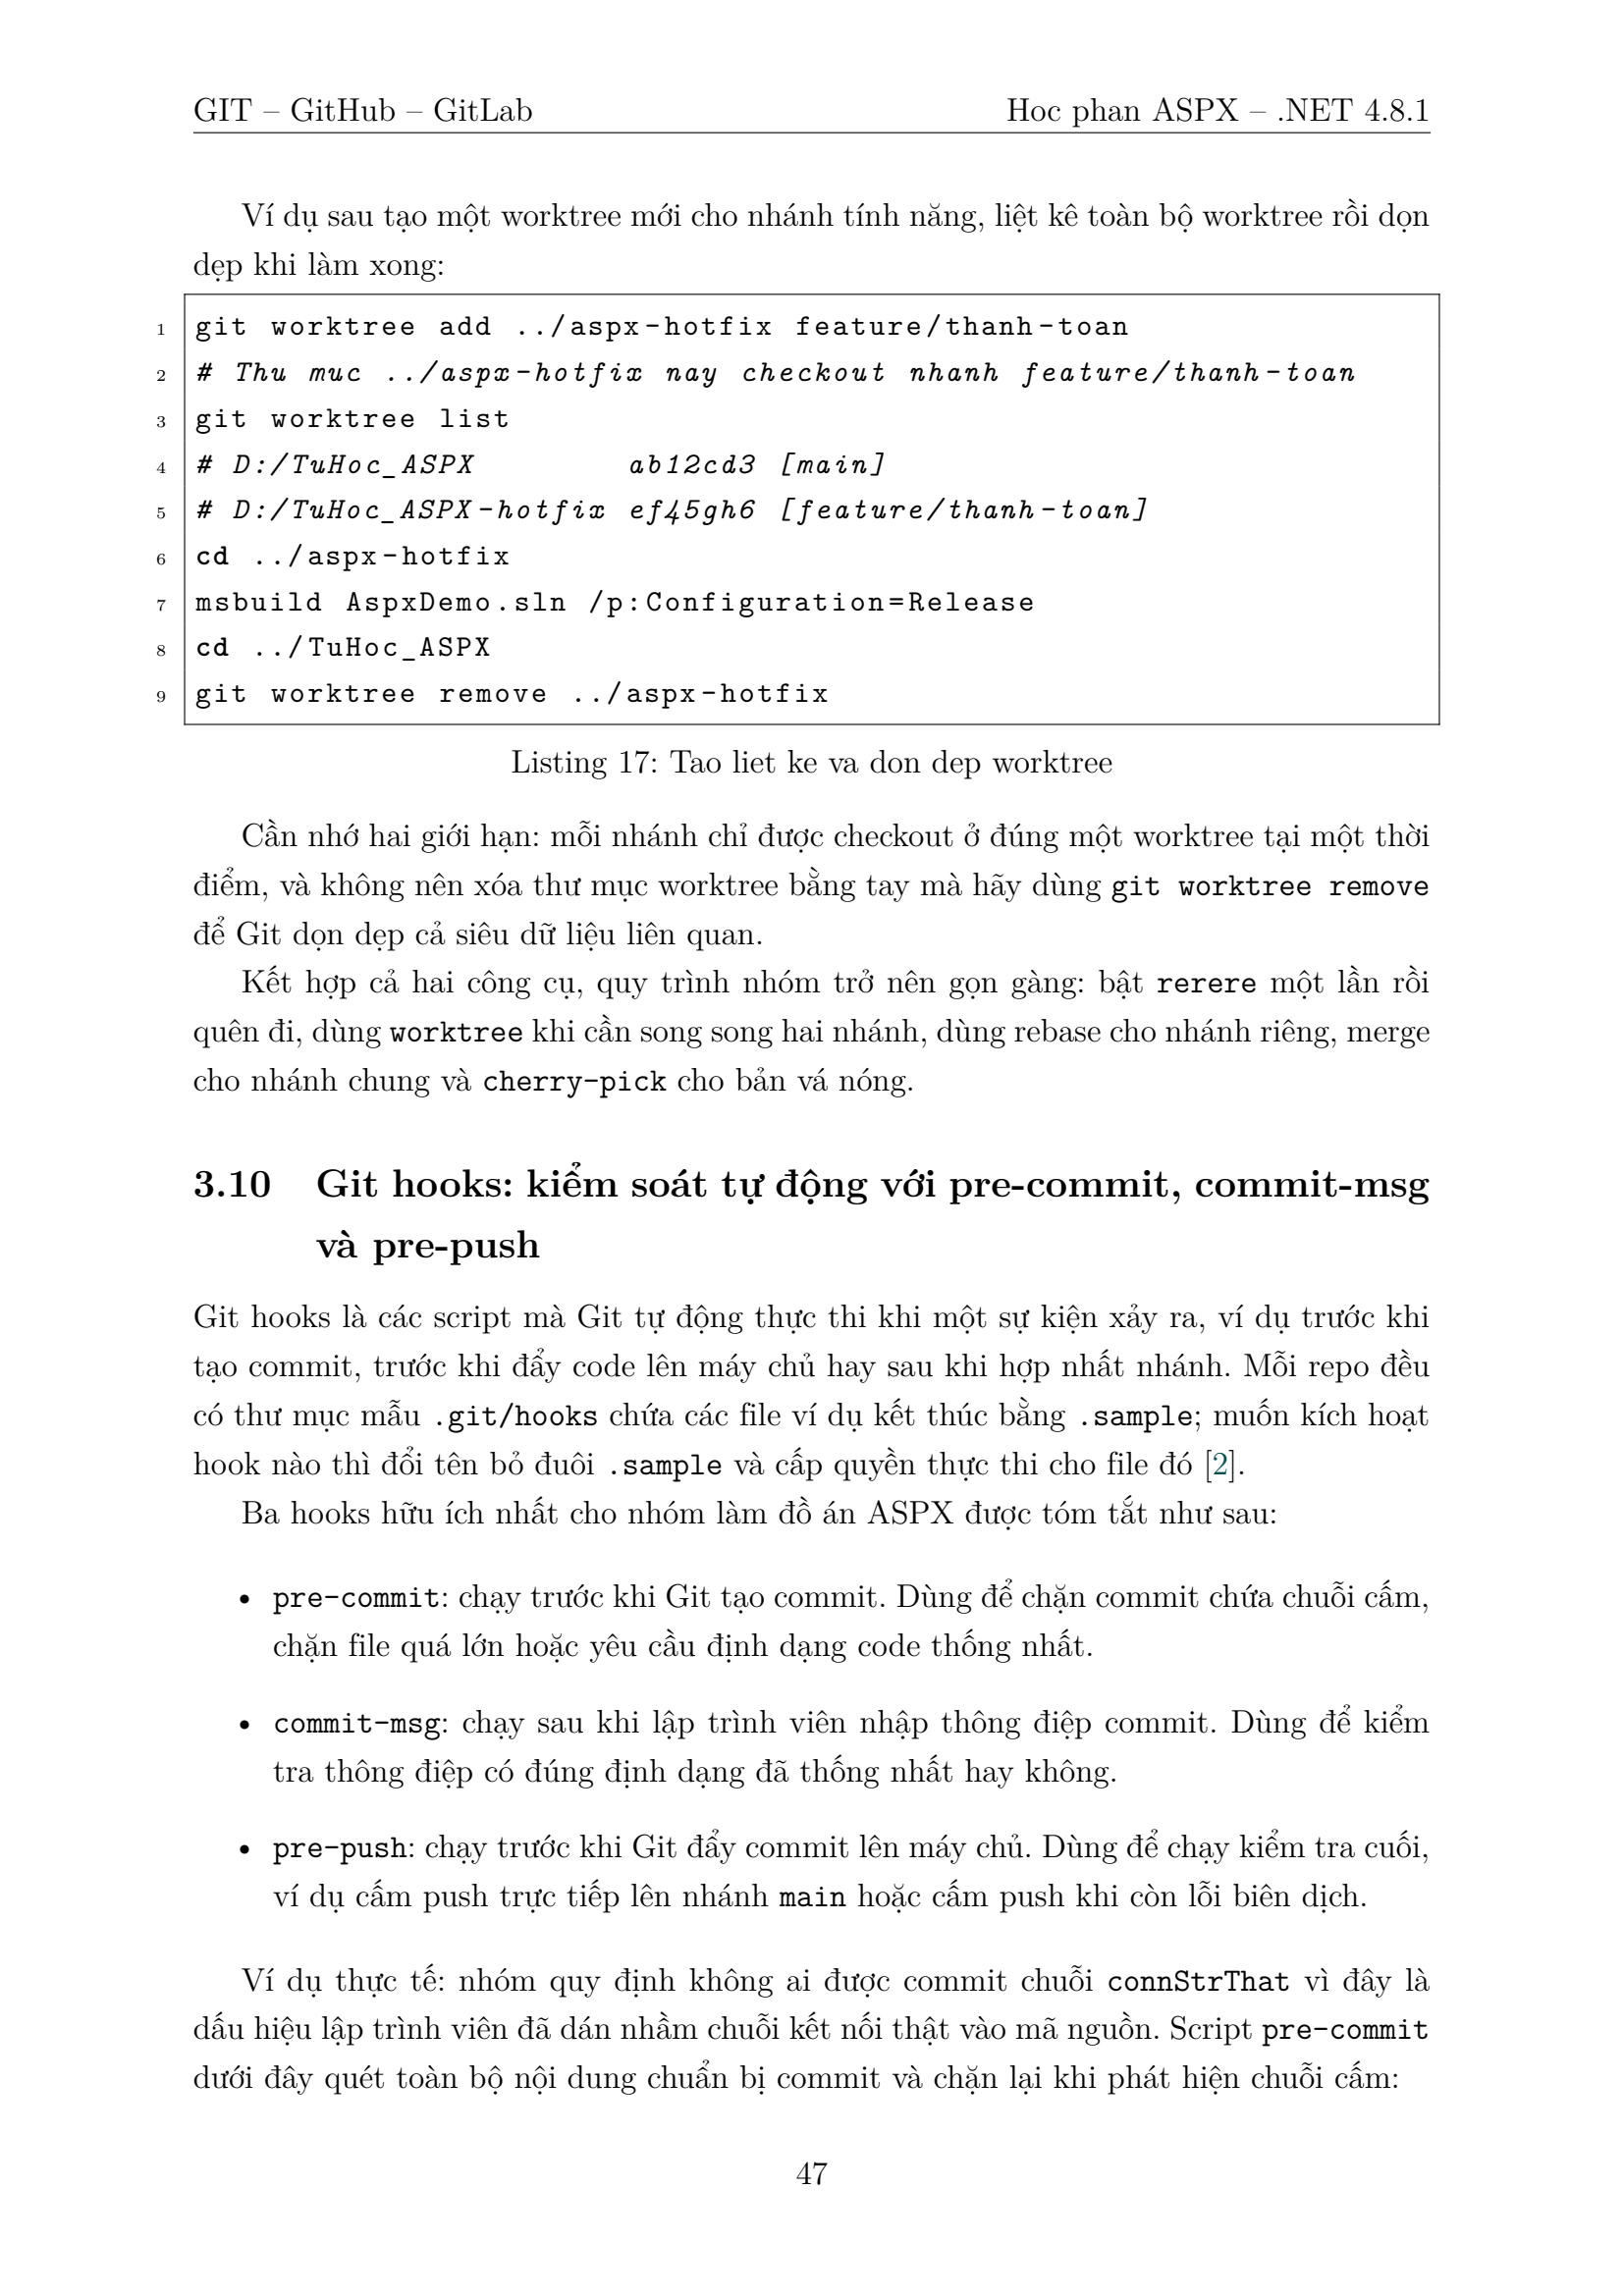 GIT – GitHub – GitLab Hoc phan ASPX – .NET 4.8.1
Ví dụ sau tạo một worktree mới cho nhánh tính năng, liệt kê toàn bộ worktree rồi dọn
dẹp khi làm xong:
1 git worktree add ../aspx-hotfix feature/thanh-toan
2 # Thu muc ../aspx-hotfix nay checkout nhanh feature/thanh-toan
3 git worktree list
4 # D:/TuHoc_ASPX        ab12cd3 [main]
5 # D:/TuHoc_ASPX-hotfix ef45gh6 [feature/thanh-toan]
6 cd ../aspx-hotfix
7 msbuild AspxDemo.sln /p:Configuration=Release
8 cd ../TuHoc_ASPX
9 git worktree remove ../aspx-hotfix
Listing 17: Tao liet ke va don dep worktree
Cần nhớ hai giới hạn: mỗi nhánh chỉ được checkout ở đúng một worktree tại một thời
điểm, và không nên xóa thư mục worktree bằng tay mà hãy dùng git worktree remove
để Git dọn dẹp cả siêu dữ liệu liên quan.
Kết hợp cả hai công cụ, quy trình nhóm trở nên gọn gàng: bật rerere một lần rồi
quên đi, dùng worktree khi cần song song hai nhánh, dùng rebase cho nhánh riêng, merge
cho nhánh chung và cherry-pick cho bản vá nóng.
3.10 Git hooks: kiểm soát tự động với pre-commit, commit-msg
và pre-push
Git hooks là các script mà Git tự động thực thi khi một sự kiện xảy ra, ví dụ trước khi
tạo commit, trước khi đẩy code lên máy chủ hay sau khi hợp nhất nhánh. Mỗi repo đều
có thư mục mẫu .git/hooks chứa các file ví dụ kết thúc bằng .sample; muốn kích hoạt
hook nào thì đổi tên bỏ đuôi .sample và cấp quyền thực thi cho file đó [2].
Ba hooks hữu ích nhất cho nhóm làm đồ án ASPX được tóm tắt như sau:
• pre-commit: chạy trước khi Git tạo commit. Dùng để chặn commit chứa chuỗi cấm,
chặn file quá lớn hoặc yêu cầu định dạng code thống nhất.
• commit-msg: chạy sau khi lập trình viên nhập thông điệp commit. Dùng để kiểm
tra thông điệp có đúng định dạng đã thống nhất hay không.
• pre-push: chạy trước khi Git đẩy commit lên máy chủ. Dùng để chạy kiểm tra cuối,
ví dụ cấm push trực tiếp lên nhánh main hoặc cấm push khi còn lỗi biên dịch.
Ví dụ thực tế: nhóm quy định không ai được commit chuỗi connStrThat vì đây là
dấu hiệu lập trình viên đã dán nhầm chuỗi kết nối thật vào mã nguồn. Script pre-commit
dưới đây quét toàn bộ nội dung chuẩn bị commit và chặn lại khi phát hiện chuỗi cấm:
47